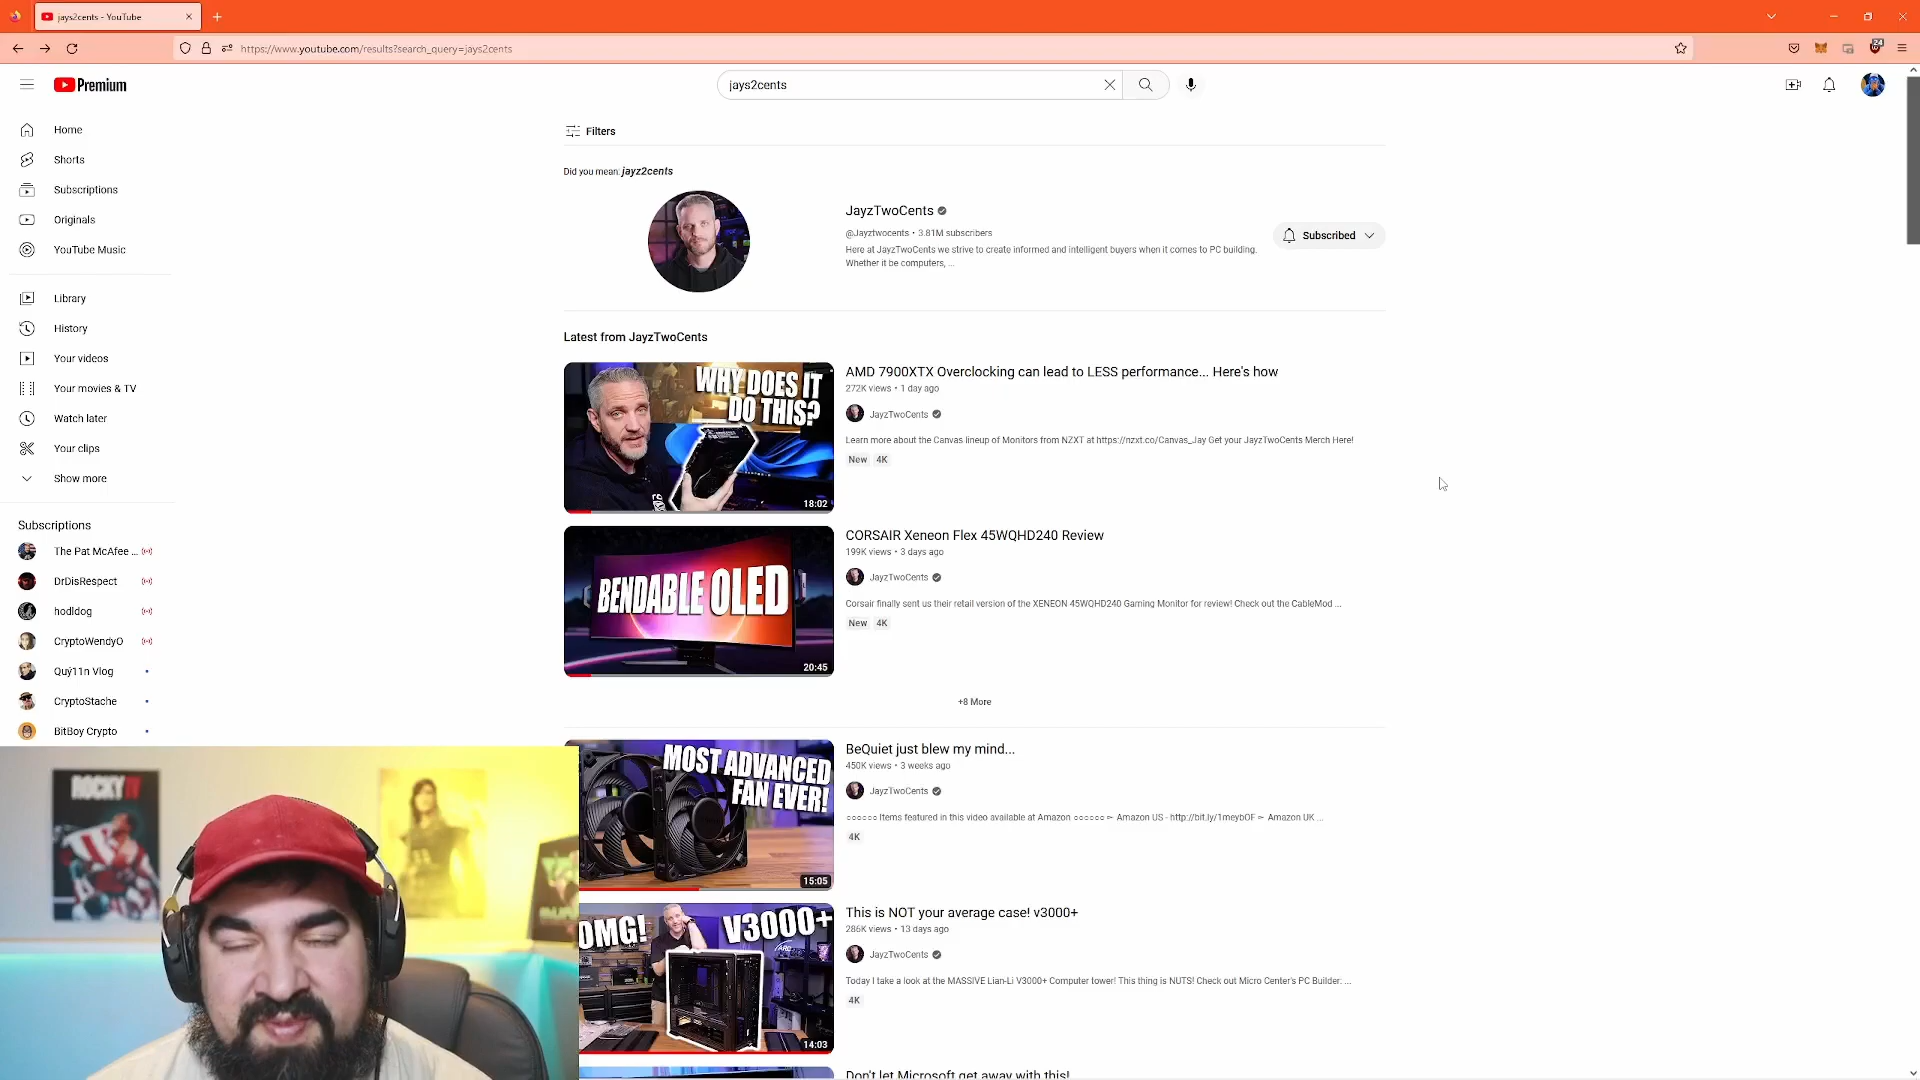 jays2cents - YouTube
https://www.youtube.com/results?search_query=jays2cents
24
Premium
jays2cents
Home
Shorts
Subscriptions
Originals
YouTube Music
Library
History
Your videos
Your movies & TV
Watch later
Your clips
Show more
Subscriptions
The Pat McAfee ...
DrDisRespect
hodldog
CryptoWendyO
Quý11n Vlog
CryptoStache
BitBoy Crypto
Filters
Did you mean: jayz2cents
JayzTwoCents
@Jayztwocents • 3.81M subscribers
Here at JayzTwoCents we strive to create informed and intelligent buyers when it comes to PC building.
Whether it be computers, ...
Subscribed
Latest from JayzTwoCents
WHY DOES IT
DO THIS?
18:02
AMD 7900XTX Overclocking can lead to LESS performance... Here's how
272K views • 1 day ago
JayzTwoCents
Learn more about the Canvas lineup of Monitors from NZXT at https://nzxt.co/Canvas_Jay Get your JayzTwoCents Merch Here!
New 4K
BENDABLE OLED
20:45
CORSAIR Xeneon Flex 45WQHD240 Review
199K views • 3 days ago
JayzTwoCents
Corsair finally sent us their retail version of the XENEON 45WQHD240 Gaming Monitor for review! Check out the CableMod ...
New 4K
+8 More
MOST ADVANCED
FAN EVER!
15:05
BeQuiet just blew my mind...
450K views • 3 weeks ago
JayzTwoCents
○○○○○○ Items featured in this video available at Amazon ○○○○○○ ► Amazon US - http://bit.ly/1meybOF ► Amazon UK ...
4K
OMG!
V3000+
14:03
This is NOT your average case! v3000+
286K views • 13 days ago
JayzTwoCents
Today I take a look at the MASSIVE Lian-Li V3000+ Computer tower! This thing is NUTS! Check out Micro Center's PC Builder: ...
4K
Don't let Microsoft get away with this!
ROCKY IV